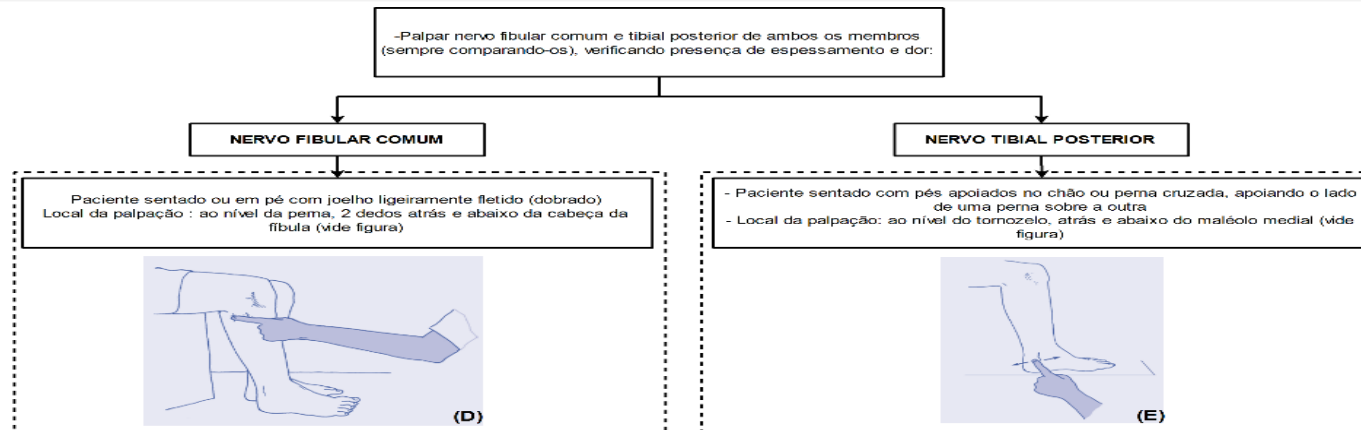 -Palpar nervo fibular comum e tibial posterior de ambos os membros
(sempre comparando-os), verificando presença de espessamento e dor:
NERVO FIBULAR COMUM
Paciente sentado ou em pé com joelho ligeiramente fletido (dobrado)
Local da palpação : ao nível da perna, 2 dedos atrás e abaixo da cabeça da
fíbula (vide figura)
(D)
NERVO TIBIAL POSTERIOR
- Paciente sentado com pés apoiados no chão ou perna cruzada, apoiando o lado
de uma perna sobre a outra
- Local da palpação: ao nível do tornozelo, atrás e abaixo do maléolo medial (vide
figura)
(E)